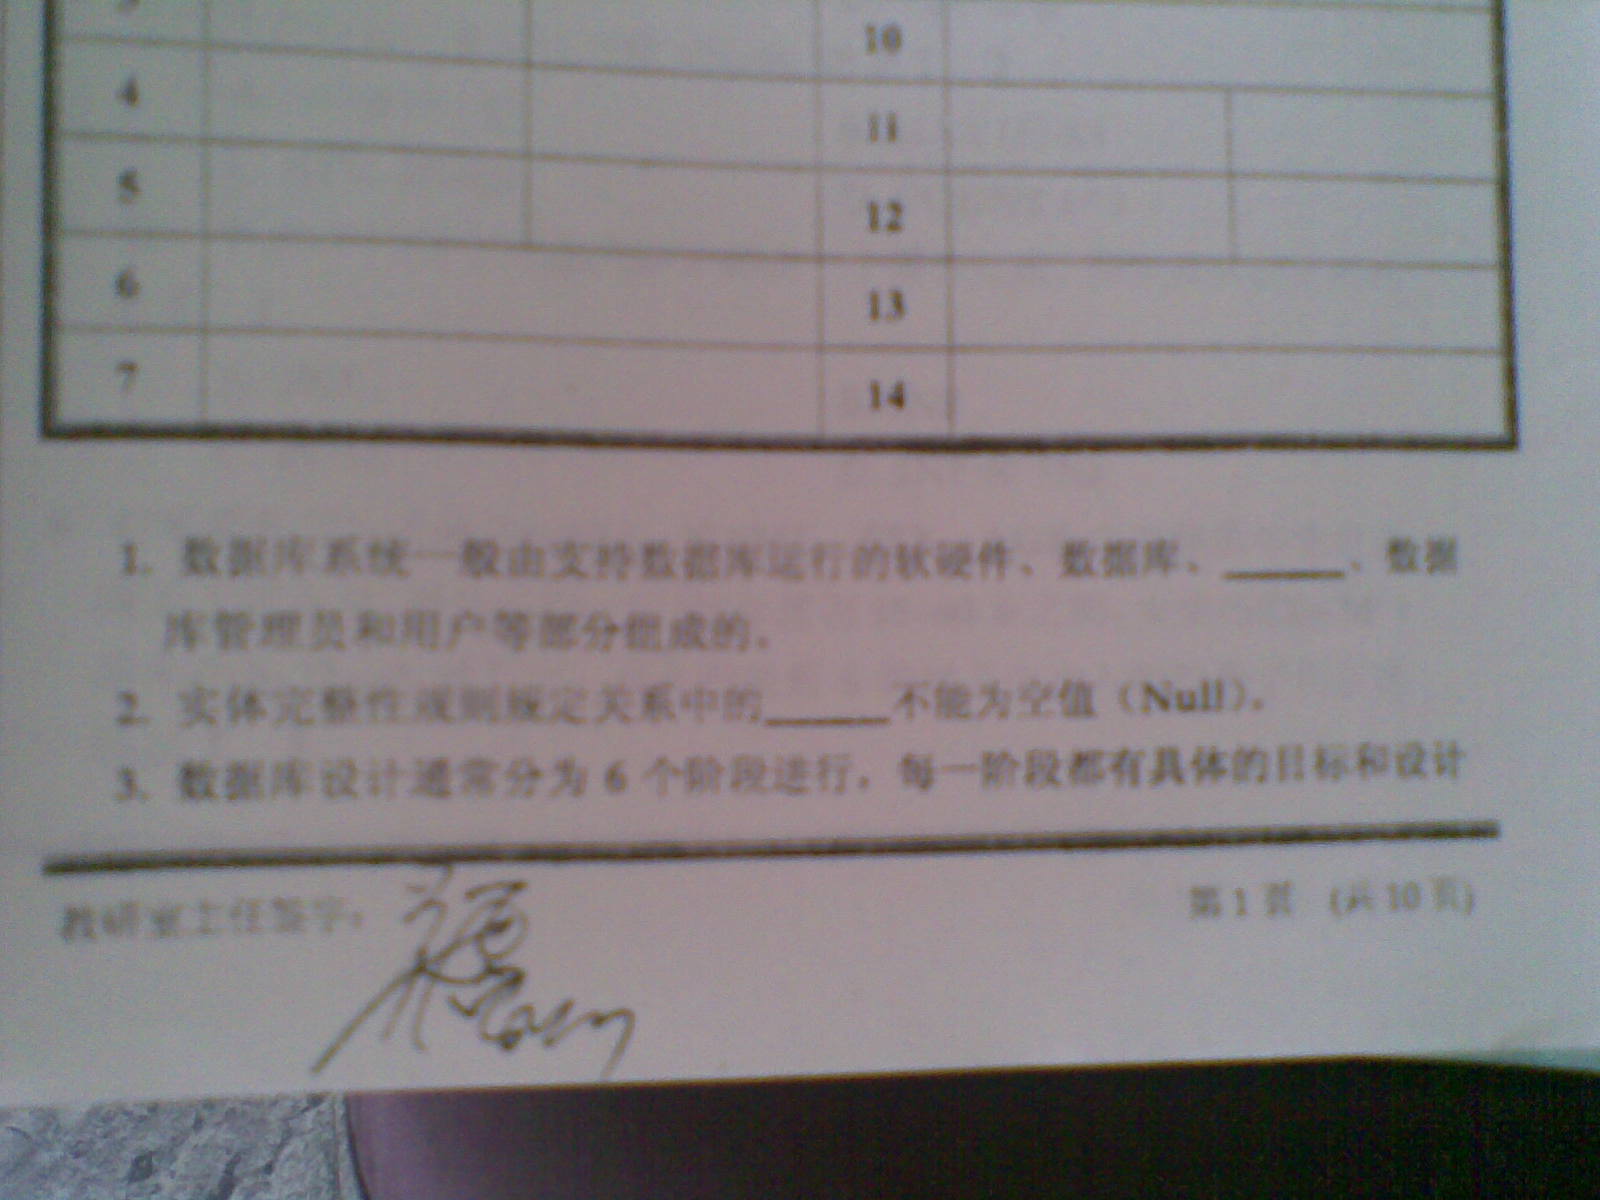 10
4
11
5
12
6
13
7
14
1. 数据库系统一般由支持数据库运行的软硬件、数据库、______、数据
库管理员和用户等部分组成的。
2. 实体完整性规则规定关系中的______不能为空值（Null）。
3. 数据库设计通常分为 6 个阶段进行，每一阶段都有具体的目标和设计
教研室主任签字：
第 1 页 (共 10 页)